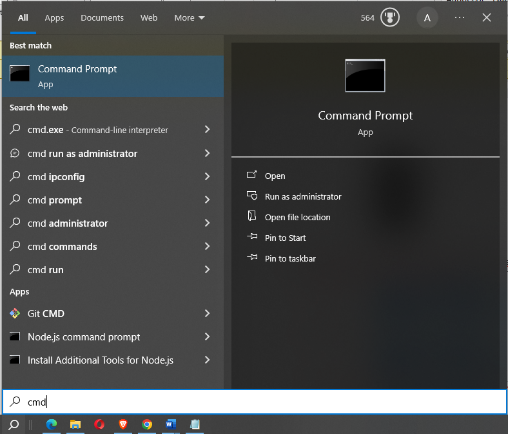 All Apps Documents Web More 564 A ...
Best match
Command Prompt
App
Search the web
cmd.exe - Command-line interpreter
cmd run as administrator
cmd ipconfig
cmd prompt
cmd administrator
cmd commands
cmd run
Apps
Git CMD
Node.js command prompt
Install Additional Tools for Node.js
Command Prompt
App
Open
Run as administrator
Open file location
Pin to Start
Pin to taskbar
cmd